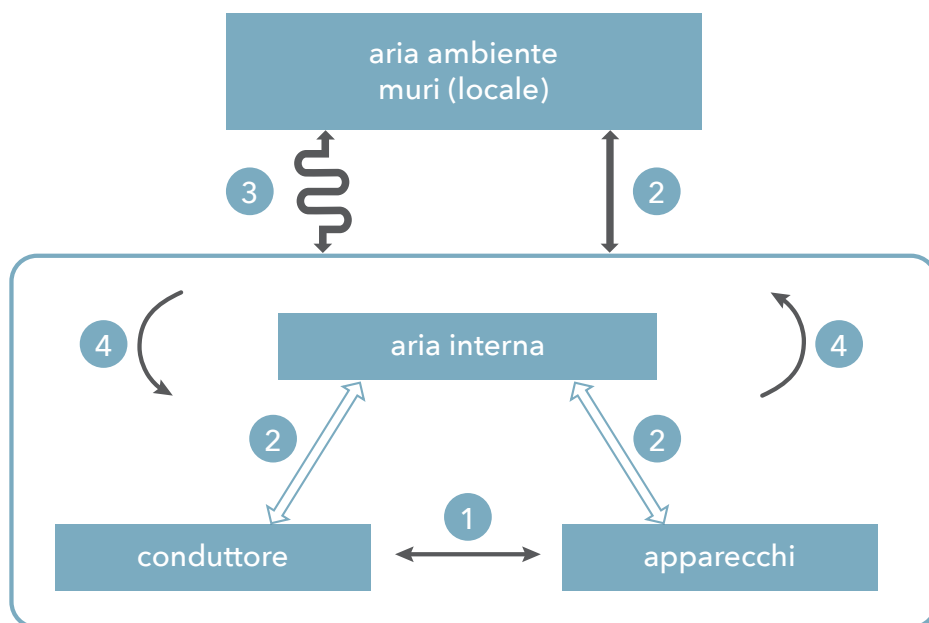 aria ambiente
muri (locale)
3
2
4
aria interna
4
2
2
1
conduttore
apparecchi